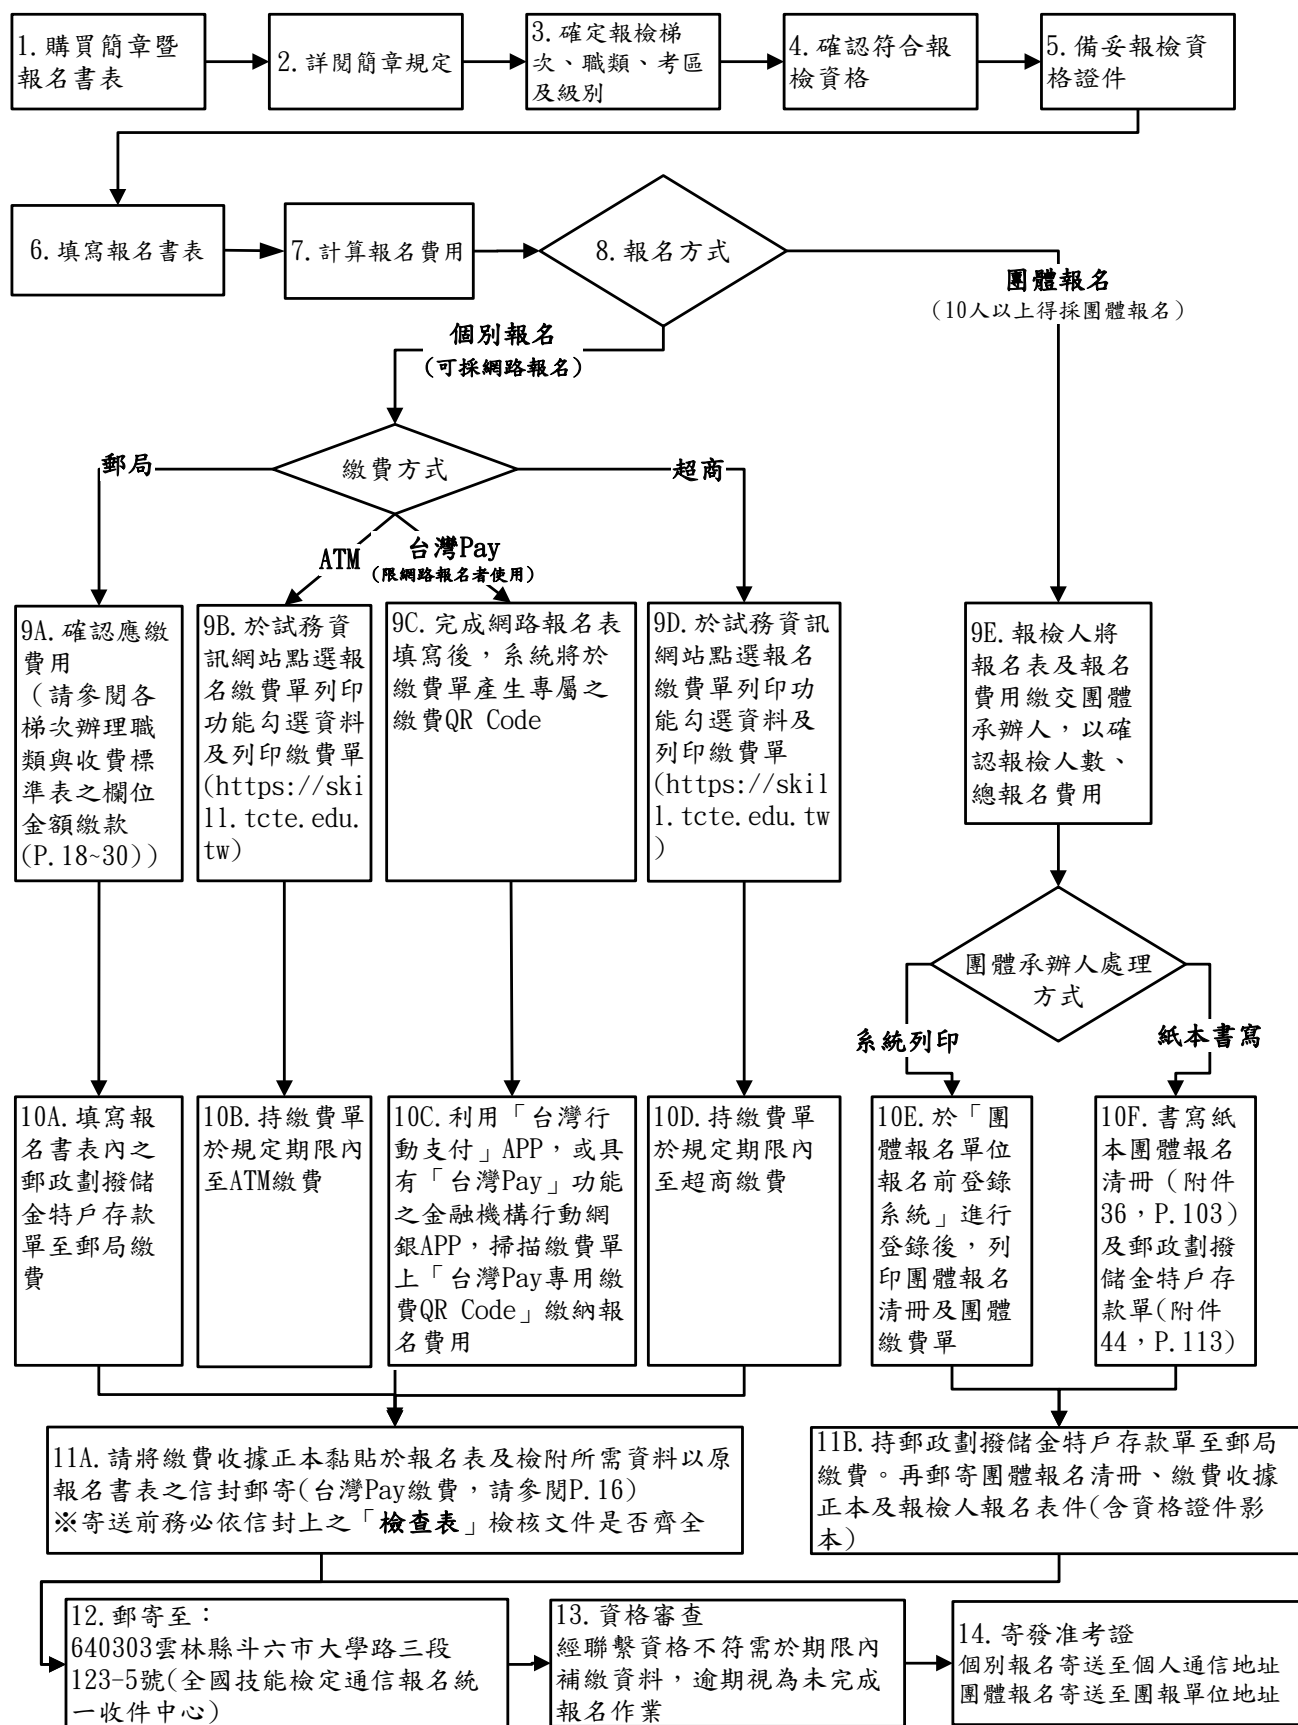 1.購買簡章暨
報名書表
2.詳閱簡章規定
3.確定報檢梯
次、職類、考區
及級別
4.確認符合報
檢資格
5.備妥報檢資
格證件
6.填寫報名書表
7.計算報名費用
8.報名方式
團體報名
（10人以上得採團體報名）
個別報名
（可採網路報名）
郵局
繳費方式
超商
ATM
台灣Pay
(限網路報名者使用)
9A.確認應繳
費用
（請參閱各
梯次辦理職
類與收費標
準表之欄位
金額繳款
(P.18~30))
9B.於試務資
訊網站點選報
名繳費單列印
功能勾選資料
及列印繳費單
(https://ski
ll.tcte.edu.
tw)
9C.完成網路報名表
填寫後，系統將於
繳費單產生專屬之
繳費QR Code
9D.於試務資訊
網站點選報名
繳費單列印功
能勾選資料及
列印繳費單
(https://skil
l.tcte.edu.tw
)
9E.報檢人將
報名表及報名
費用繳交團體
承辦人，以確
認報檢人數、
總報名費用
團體承辦人處理
方式
系統列印
紙本書寫
10A.填寫報
名書表內之
郵政劃撥儲
金特戶存款
單至郵局繳
費
10B.持繳費單
於規定期限內
至ATM繳費
10C.利用「台灣行
動支付」APP，或具
有「台灣Pay」功能
之金融機構行動網
銀APP，掃描繳費單
上「台灣Pay專用繳
費QR Code」繳納報
名費用
10D.持繳費單
於規定期限內
至超商繳費
10E.於「團
體報名單位
報名前登錄
系統」進行
登錄後，列
印團體報名
清冊及團體
繳費單
10F.書寫紙
本團體報名
清冊（附件
36，P.103)
及郵政劃撥
儲金特戶存
款單(附件
44，P.113)
11A.請將繳費收據正本黏貼於報名表及檢附所需資料以原
報名書表之信封郵寄(台灣Pay繳費，請參閱P.16)
※寄送前務必依信封上之「檢查表」檢核文件是否齊全
11B.持郵政劃撥儲金特戶存款單至郵局
繳費。再郵寄團體報名清冊、繳費收據
正本及報檢人報名表件(含資格證件影
本)
12.郵寄至：
640303雲林縣斗六市大學路三段
123-5號(全國技能檢定通信報名統
一收件中心)
13.資格審查
經聯繫資格不符需於期限內
補繳資料，逾期視為未完成
報名作業
14.寄發准考證
個別報名寄送至個人通信地址
團體報名寄送至團報單位地址